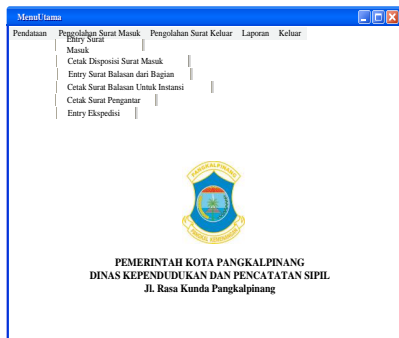 MenuUtama
Pendataan Pengolahan Surat Masuk Pengolahan Surat Keluar Laporan Keluar
Entry Surat
Masuk
Cetak Disposisi Surat Masuk
Entry Surat Balasan dari Bagian
Cetak Surat Balasan Untuk Instansi
Cetak Surat Pengantar
Entry Ekspedisi
PANGKALPINANG
PEMERINTAH KOTA PANGKALPINANG
DINAS KEPENDUDUKAN DAN PENCATATAN SIPIL
Jl. Rasa Kunda Pangkalpinang